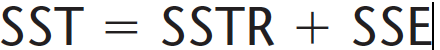 SST = SSTR + SSE